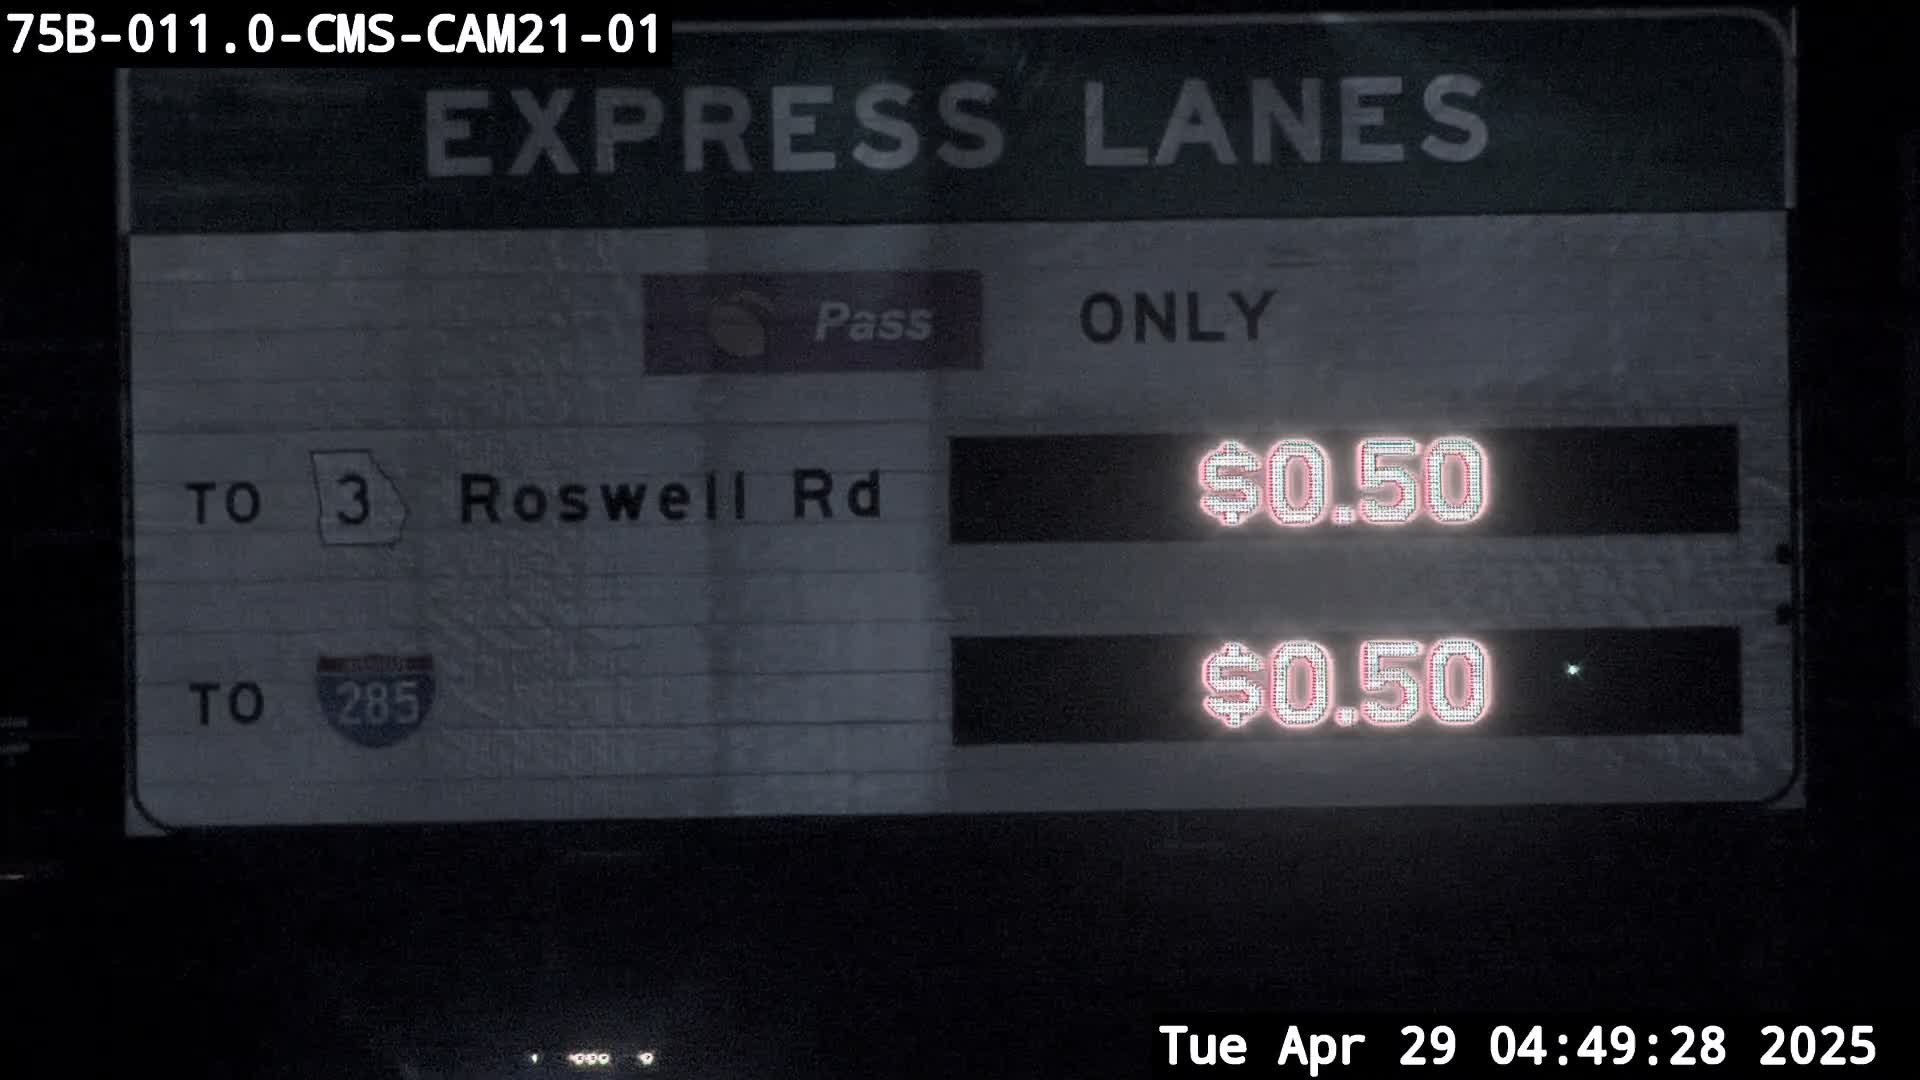 75B-011.0-CMS-CAM21-01
EXPRESS LANES
Pass ONLY
TO 3 Roswell Rd $0.50
TO 285 $0.50
Tue Apr 29 04:49:28 2025